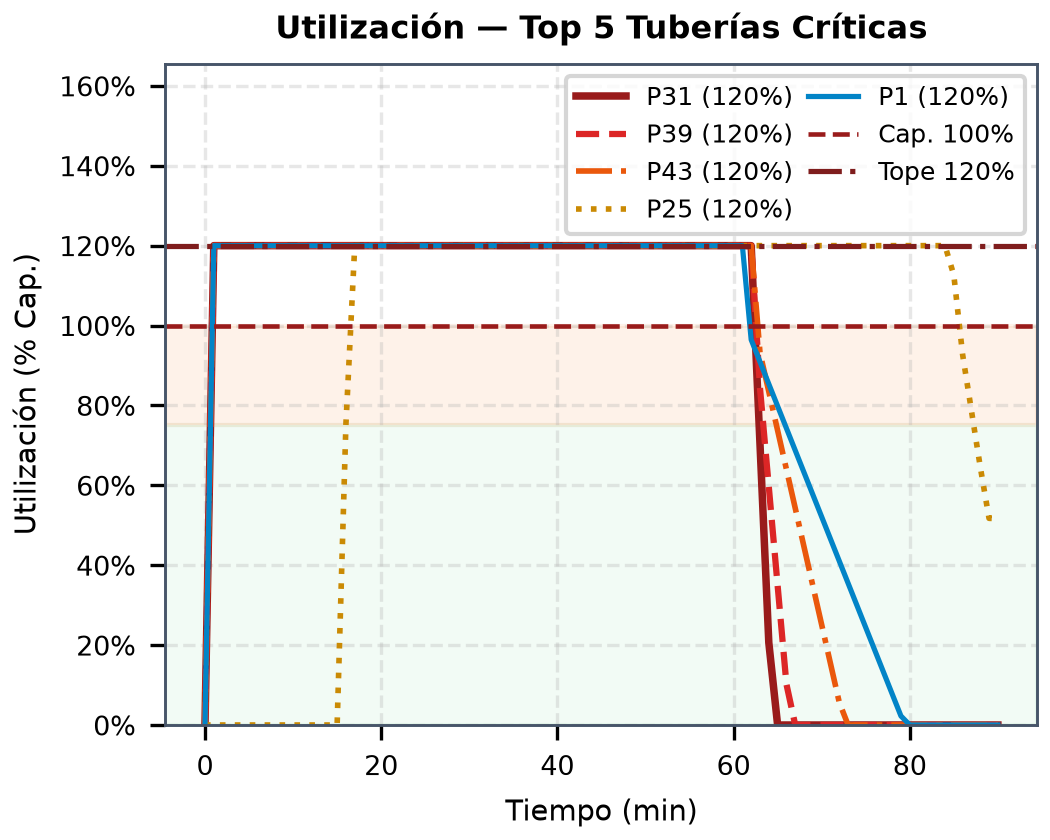 Utilización — Top 5 Tuberías Críticas
160%
140%
120%
100%
80%
60%
40%
20%
0%
Utilización (% Cap.)
P31 (120%)
P39 (120%)
P43 (120%)
P25 (120%)
P1 (120%)
Cap. 100%
Tope 120%
0
20
40
60
80
Tiempo (min)